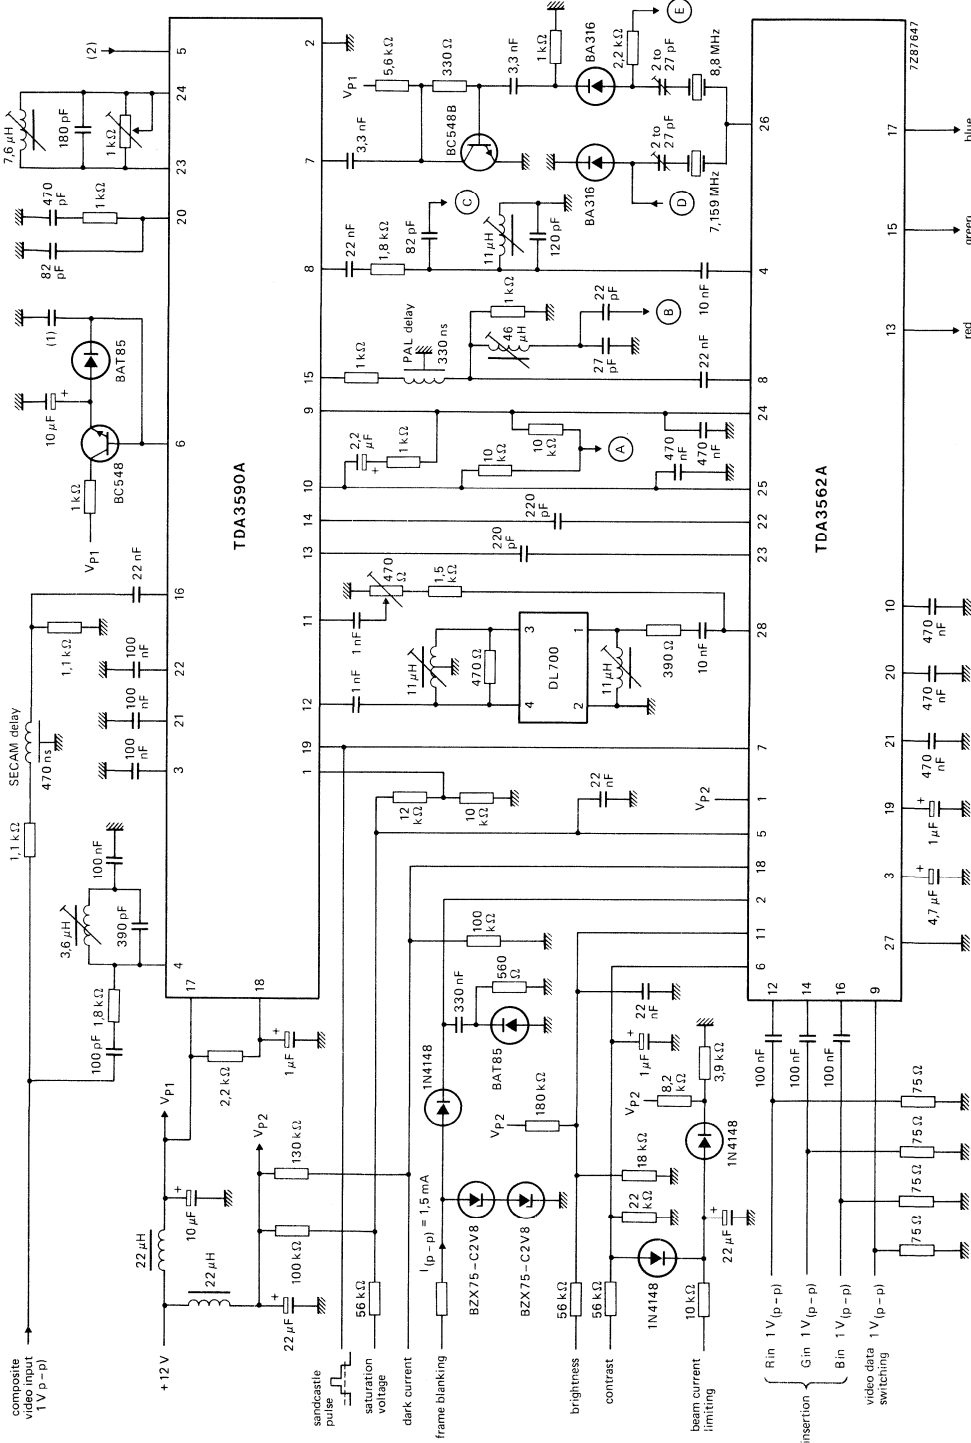 composite
video input
1 V p – p)
+12 V
22 μH
22 μH
10 μF
+
22 μF
+
VP1
VP2
2,2 kΩ
1 μF
+
130 kΩ
100 kΩ
100 pF
1,8 kΩ
3,6 μH
390 pF
100 nF
1,1 kΩ
SECAM delay
470 ns
1,1 kΩ
22 nF
100
nF
100
nF
100
nF
VP1
1 kΩ
BC548
10 μF
+
BAT85
(1)
82
pF
470
pF
1 kΩ
7,6 μH
180 pF
1 kΩ
(2)
17
18
4
3
21
22
16
6
20
23
24
5
TDA3590A
1
19
12
11
13
14
10
9
15
8
7
2
sandcastle
pulse
saturation
voltage
dark current
frame blanking
56 kΩ
I(p – p) = 1,5 mA
BZX75–C2V8
BZX75–C2V8
1N4148
330 nF
BAT85
560
Ω
100
kΩ
12
kΩ
10
kΩ
22
nF
VP2
1 nF
1 nF
11 μH
470 Ω
470
Ω
1,5
kΩ
4
3
DL700
2
1
11 μH
390 Ω
10 nF
220
pF
220
pF
2,2
μF
+
1 kΩ
10
kΩ
10
kΩ
A
470
nF
470
nF
1 kΩ
PAL delay
330 ns
1 kΩ
46
μH
27
pF
22
pF
B
22 nF
22 nF
1,8 kΩ
82 pF
C
11 μH
120 pF
10 nF
3,3 nF
VP1
5,6 kΩ
330 Ω
BC548B
3,3 nF
1 kΩ
BA316
BA316
2,2 kΩ
E
D
2 to
27 pF
2 to
27 pF
8,8 MHz
7,159 MHz
brightness
contrast
beam current
limiting
56 kΩ
56 kΩ
10 kΩ
1N4148
22 μF
+
22
kΩ
18 kΩ
VP2
180 kΩ
1N4148
VP2
8,2
kΩ
3,9 kΩ
1 μF
+
22
nF
6
11
2
18
5
1
7
28
23
22
25
24
8
4
26
TDA3562A
12
14
16
9
27
3
19
21
20
10
13
15
17
insertion
Rin 1 V(p – p)
Gin 1 V(p – p)
Bin 1 V(p – p)
video data 1 V(p – p)
switching
75 Ω
75 Ω
75 Ω
75 Ω
100 nF
100 nF
100 nF
4,7 μF
+
1 μF
+
470
nF
470
nF
470
nF
red
green
blue
7Z87647